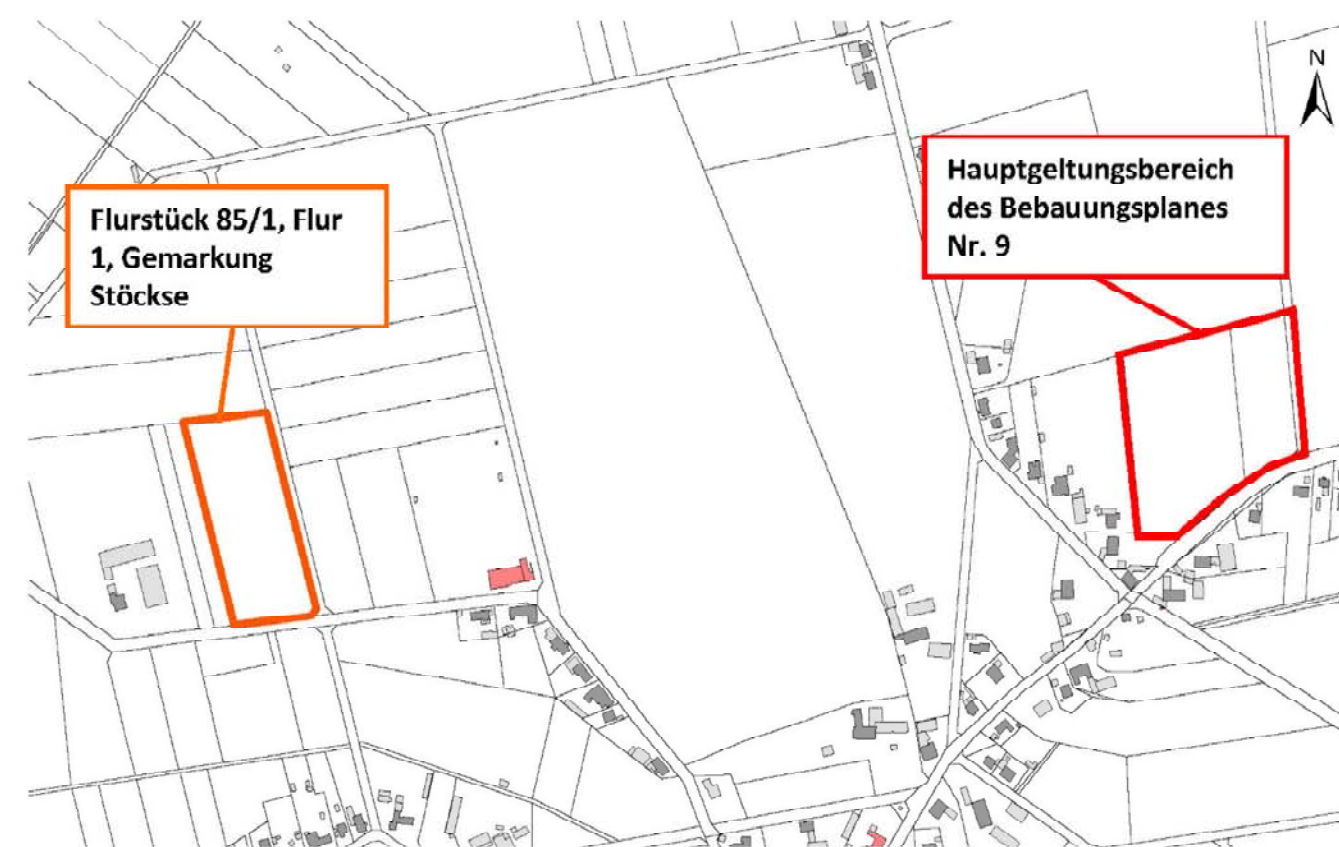 N
Flurstück 85/1, Flur
1, Gemarkung
Stöckse
Hauptgeltungsbereich
des Bebauungsplanes
Nr. 9